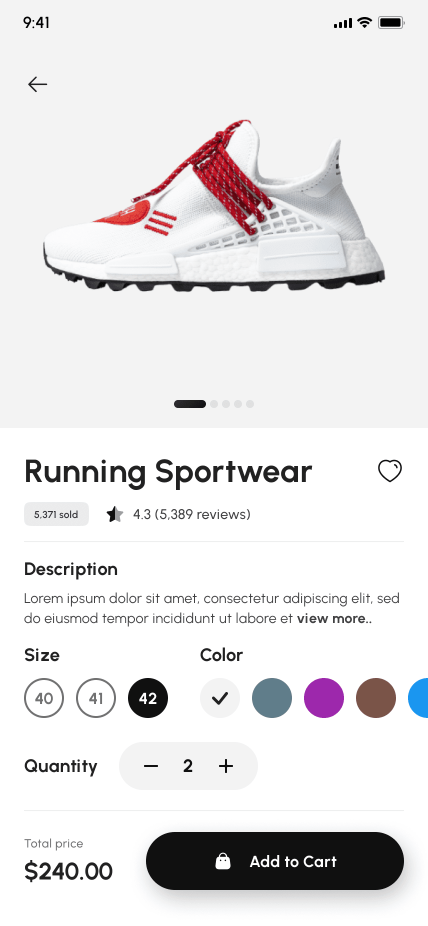 9:41
Running Sportwear
5,371 sold
4.3 (5,389 reviews)
Description
Lorem ipsum dolor sit amet, consectetur adipiscing elit, sed
do eiusmod tempor incididunt ut labore et view more..
Size
Color
40
41
42
Quantity
2
Total price
$240.00
Add to Cart